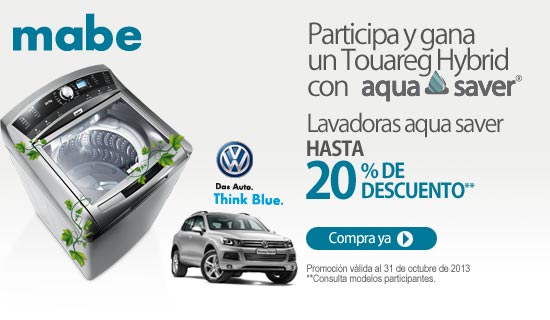 mabe
Participa y gana
un Touareg Hybrid
con aqua saver®
Lavadoras aqua saver
HASTA
20% DE
DESCUENTO**
Das Auto.
Think Blue.
Compra ya
Promoción válida al 31 de octubre de 2013
**Consulta modelos participantes.